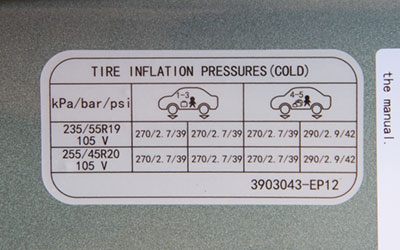 TIRE INFLATION PRESSURES(COLD)
kPa/bar/psi
1-3
4-5
235/55R19
105 V
270/2.7/39 270/2.7/39 270/2.7/39 290/2.9/42
255/45R20
105 V
270/2.7/39 270/2.7/39 270/2.7/39 290/2.9/42
3903043-EP12
the manual.